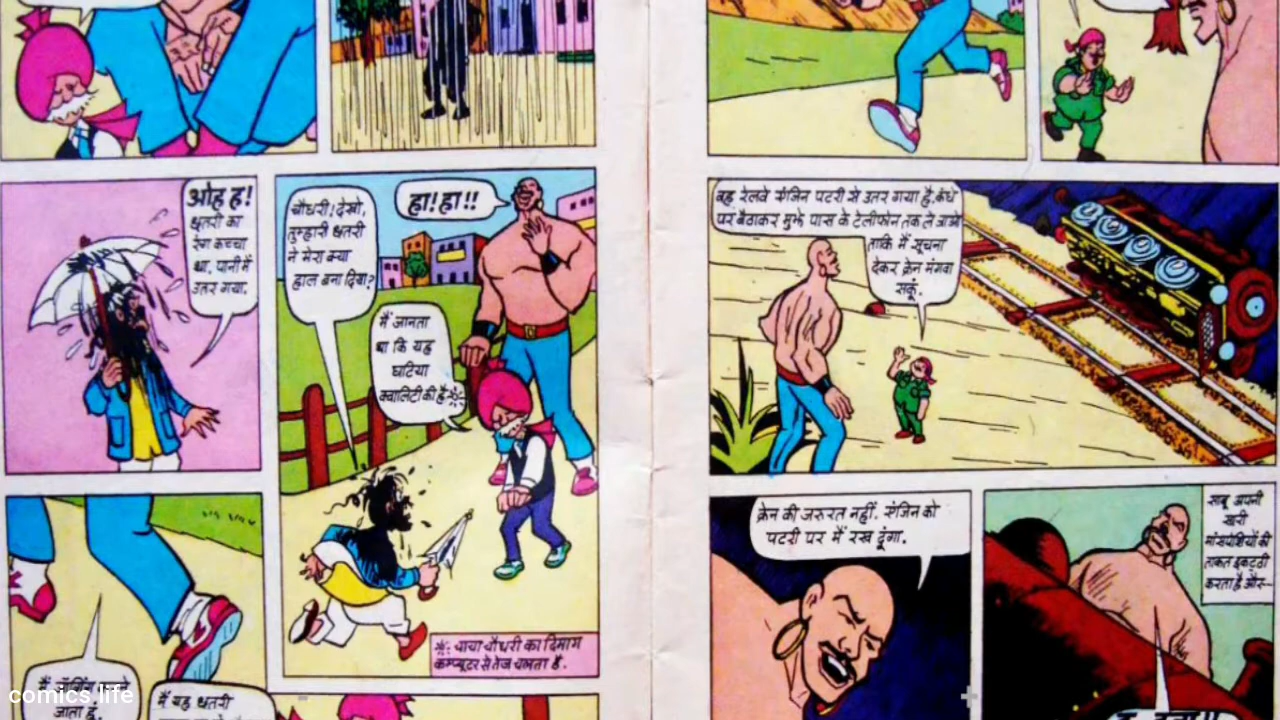 ओह ह!
छतरी का
रंग कच्चा
था. पानी में
उतर गया.
चौधरी! देखो,
तुम्हारी छतरी
ने मेरा क्या
हाल बना दिया?
हा! हा!!
मैं जानता
था कि यह
घटिया
क्वालिटी की है
चाचा चौधरी का दिमाग
कम्प्यूटर से तेज चलता है.
जाता हूं.
मैं यह छतरी
वह रेलवे इंजिन पटरी से उतर गया है. कंधे
पर बैठाकर मुझे पास के टेलीफोन तक ले जाओ
ताकि मैं सूचना
देकर क्रेन मंगवा
सकूं.
क्रेन की जरूरत नहीं. इंजिन को
पटरी पर मैं रख दूंगा.
साबू अपनी
सारी
मांसपेशियों की
ताकत इकट्ठी
करता है और--
comics life